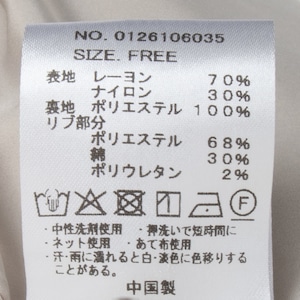 NO. 0126106035
SIZE. FREE
表地 レーヨン 70%
ナイロン 30%
裏地 ポリエステル 100%
リブ部分
ポリエステル 68%
綿 30%
ポリウレタン 2%
F
・中性洗剤使用 ・押洗いで短時間に
・ネット使用 ・あて布使用
・汗・雨に濡れると白・淡色に色移りする
ことがある。
中国製